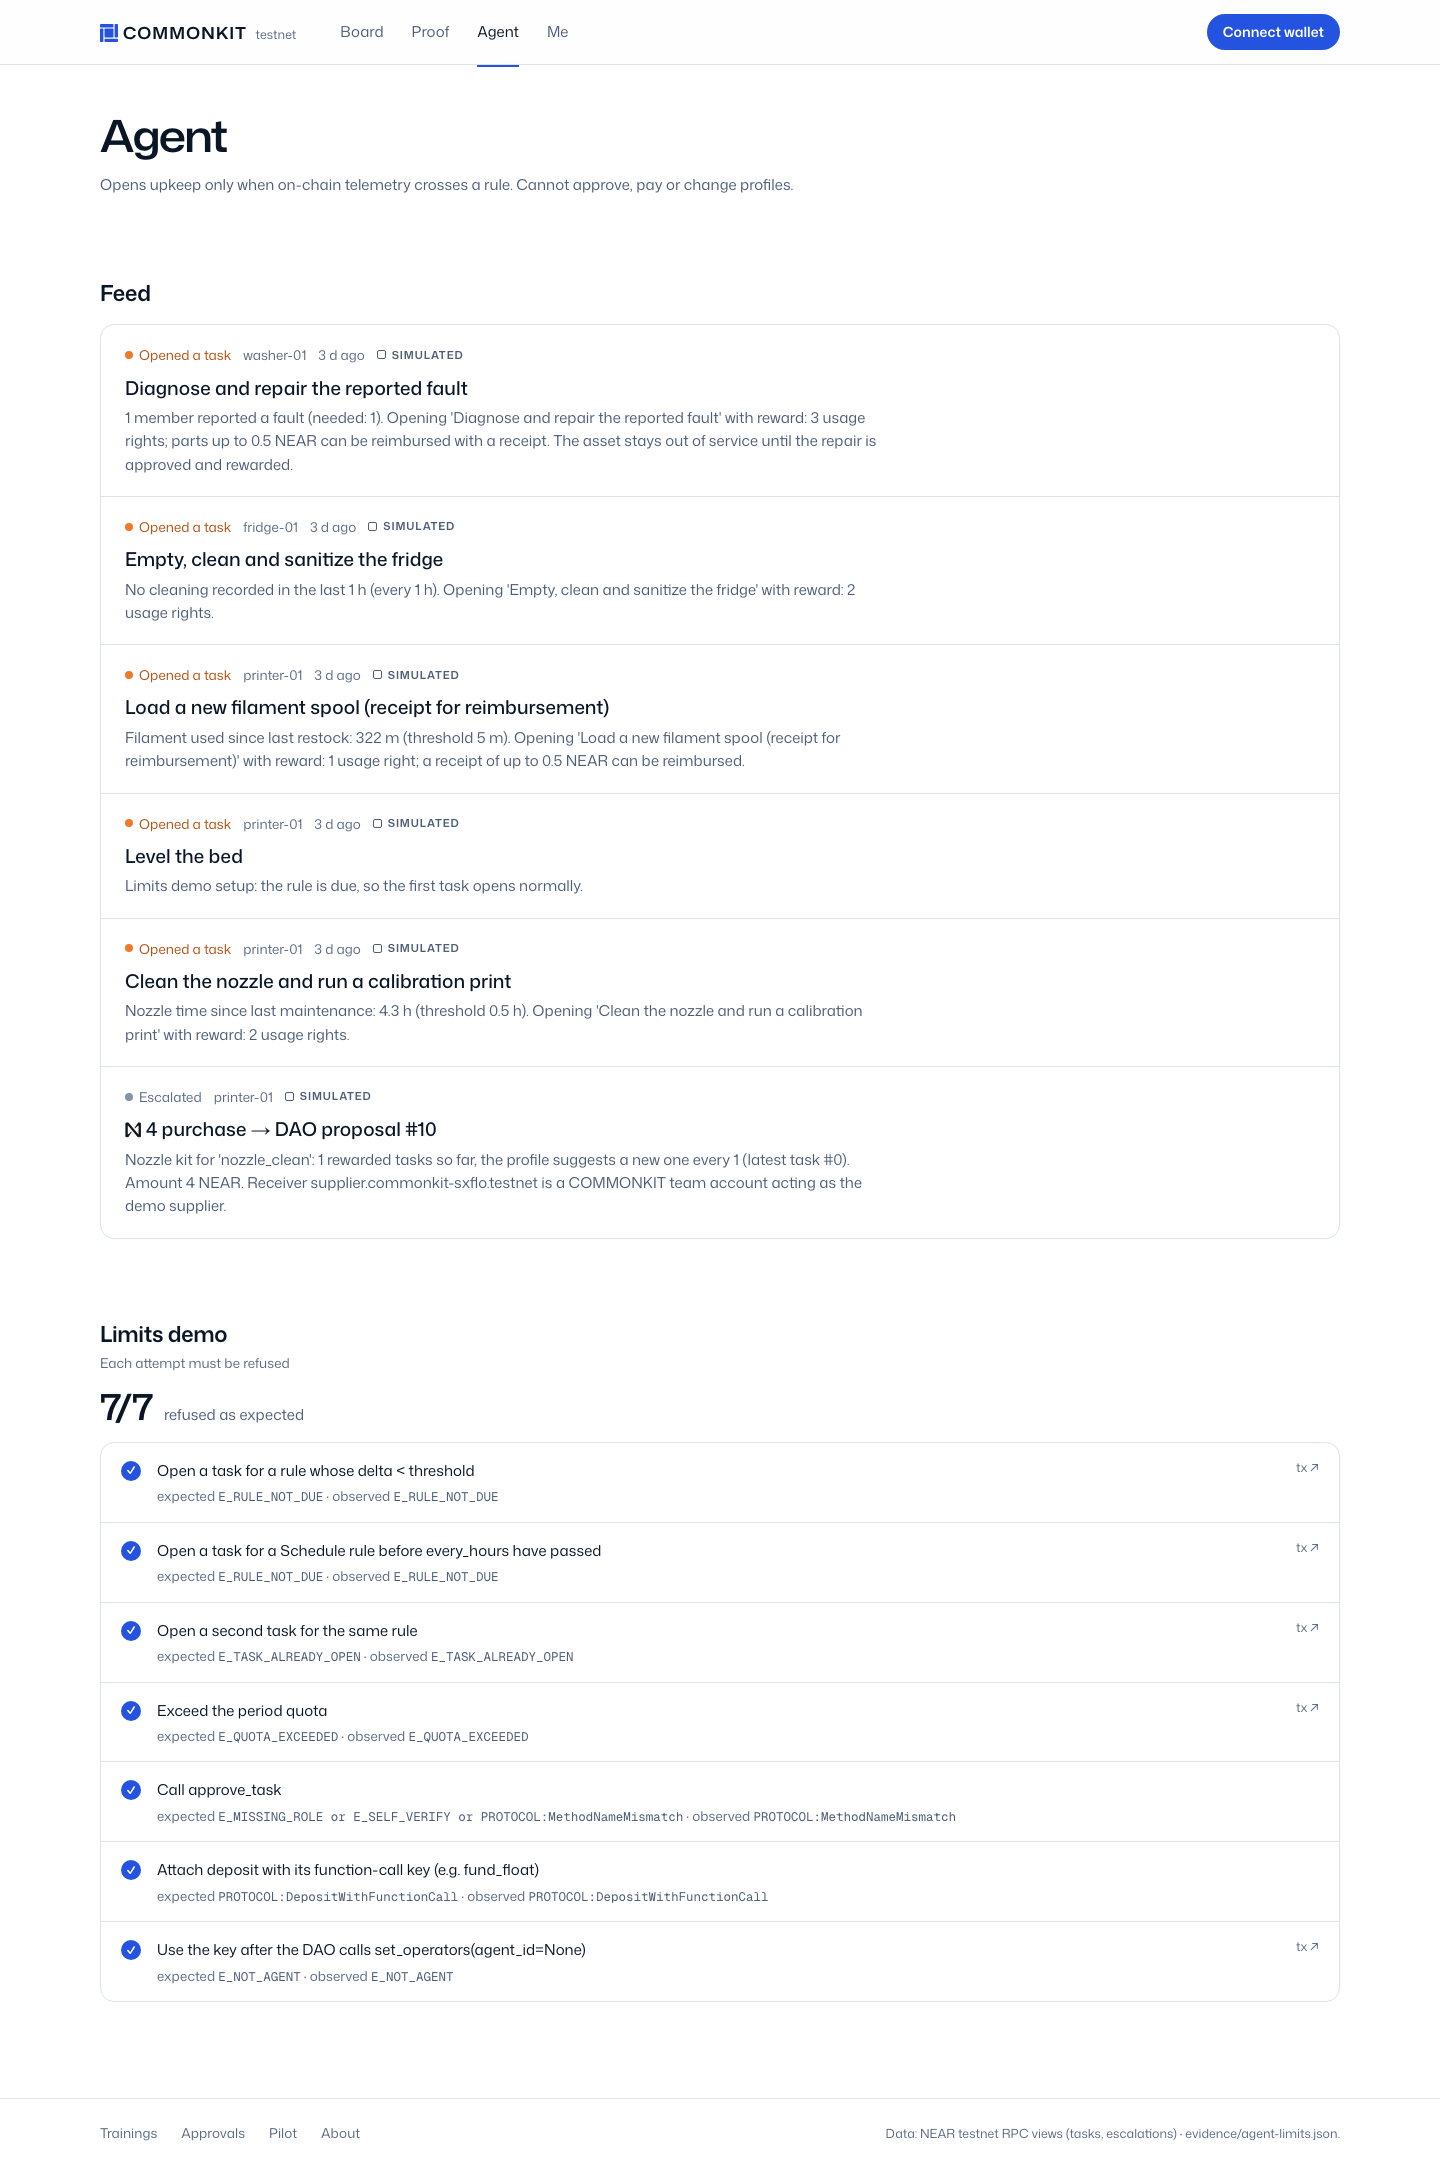 COMMONKIT testnet Board Proof Agent Me Connect wallet
Agent
Opens upkeep only when on-chain telemetry crosses a rule. Cannot approve, pay or change profiles.
Feed
Opened a task washer-01 3 d ago SIMULATED
Diagnose and repair the reported fault
1 member reported a fault (needed: 1). Opening 'Diagnose and repair the reported fault' with reward: 3 usage
rights; parts up to 0.5 NEAR can be reimbursed with a receipt. The asset stays out of service until the repair is
approved and rewarded.
Opened a task fridge-01 3 d ago SIMULATED
Empty, clean and sanitize the fridge
No cleaning recorded in the last 1 h (every 1 h). Opening 'Empty, clean and sanitize the fridge' with reward: 2
usage rights.
Opened a task printer-01 3 d ago SIMULATED
Load a new filament spool (receipt for reimbursement)
Filament used since last restock: 322 m (threshold 5 m). Opening 'Load a new filament spool (receipt for
reimbursement)' with reward: 1 usage right; a receipt of up to 0.5 NEAR can be reimbursed.
Opened a task printer-01 3 d ago SIMULATED
Level the bed
Limits demo setup: the rule is due, so the first task opens normally.
Opened a task printer-01 3 d ago SIMULATED
Clean the nozzle and run a calibration print
Nozzle time since last maintenance: 4.3 h (threshold 0.5 h). Opening 'Clean the nozzle and run a calibration
print' with reward: 2 usage rights.
Escalated printer-01 SIMULATED
4 purchase → DAO proposal #10
Nozzle kit for 'nozzle_clean': 1 rewarded tasks so far, the profile suggests a new one every 1 (latest task #0).
Amount 4 NEAR. Receiver supplier.commonkit-sxflo.testnet is a COMMONKIT team account acting as the
demo supplier.
Limits demo
Each attempt must be refused
7/7 refused as expected
Open a task for a rule whose delta < threshold tx ↗
expected E_RULE_NOT_DUE · observed E_RULE_NOT_DUE
Open a task for a Schedule rule before every_hours have passed tx ↗
expected E_RULE_NOT_DUE · observed E_RULE_NOT_DUE
Open a second task for the same rule tx ↗
expected E_TASK_ALREADY_OPEN · observed E_TASK_ALREADY_OPEN
Exceed the period quota tx ↗
expected E_QUOTA_EXCEEDED · observed E_QUOTA_EXCEEDED
Call approve_task
expected E_MISSING_ROLE or E_SELF_VERIFY or PROTOCOL:MethodNameMismatch · observed PROTOCOL:MethodNameMismatch
Attach deposit with its function-call key (e.g. fund_float)
expected PROTOCOL:DepositWithFunctionCall · observed PROTOCOL:DepositWithFunctionCall
Use the key after the DAO calls set_operators(agent_id=None) tx ↗
expected E_NOT_AGENT · observed E_NOT_AGENT
Trainings Approvals Pilot About Data: NEAR testnet RPC views (tasks, escalations) · evidence/agent-limits.json.